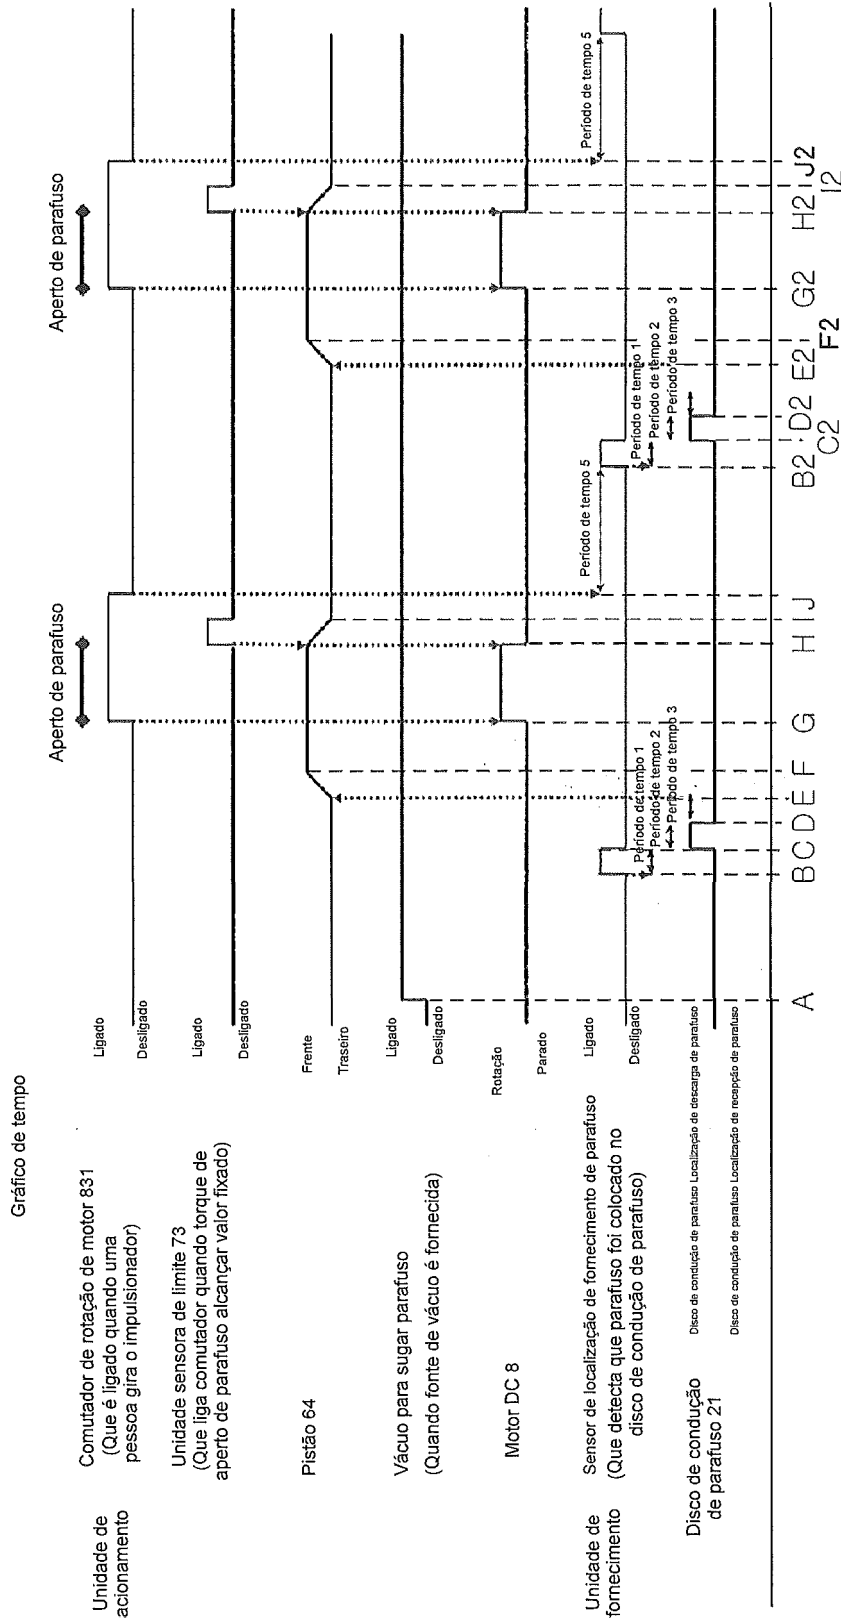 Gráfico de tempo
Unidade de
acionamento
Comutador de rotação de motor 831
(Que é ligado quando uma
pessoa gira o impulsionador)
Ligado
Desligado
Aperto de parafuso
Aperto de parafuso
Unidade sensora de limite 73
(Que liga comutador quando torque de
aperto de parafuso alcançar valor fixado)
Ligado
Desligado
Pistão 64
Frente
Traseiro
Vácuo para sugar parafuso
(Quando fonte de vácuo é fornecida)
Ligado
Desligado
Motor DC 8
Rotação
Parado
Unidade de
fornecimento
Sensor de localização de fornecimento de parafuso
(Que detecta que parafuso foi colocado no
disco de condução de parafuso)
Ligado
Desligado
Período de tempo 5
Período de tempo 5
Período de tempo 1
Período de tempo 2
Período de tempo 3
Período de tempo 1
Período de tempo 2
Período de tempo 3
Disco de condução
de parafuso 21
Disco de condução de parafuso Localização de descarga de parafuso
Disco de condução de parafuso Localização de recepção de parafuso
A B C D E F G H I J B2 C2 D2 E2 F2 G2 H2 I2 J2